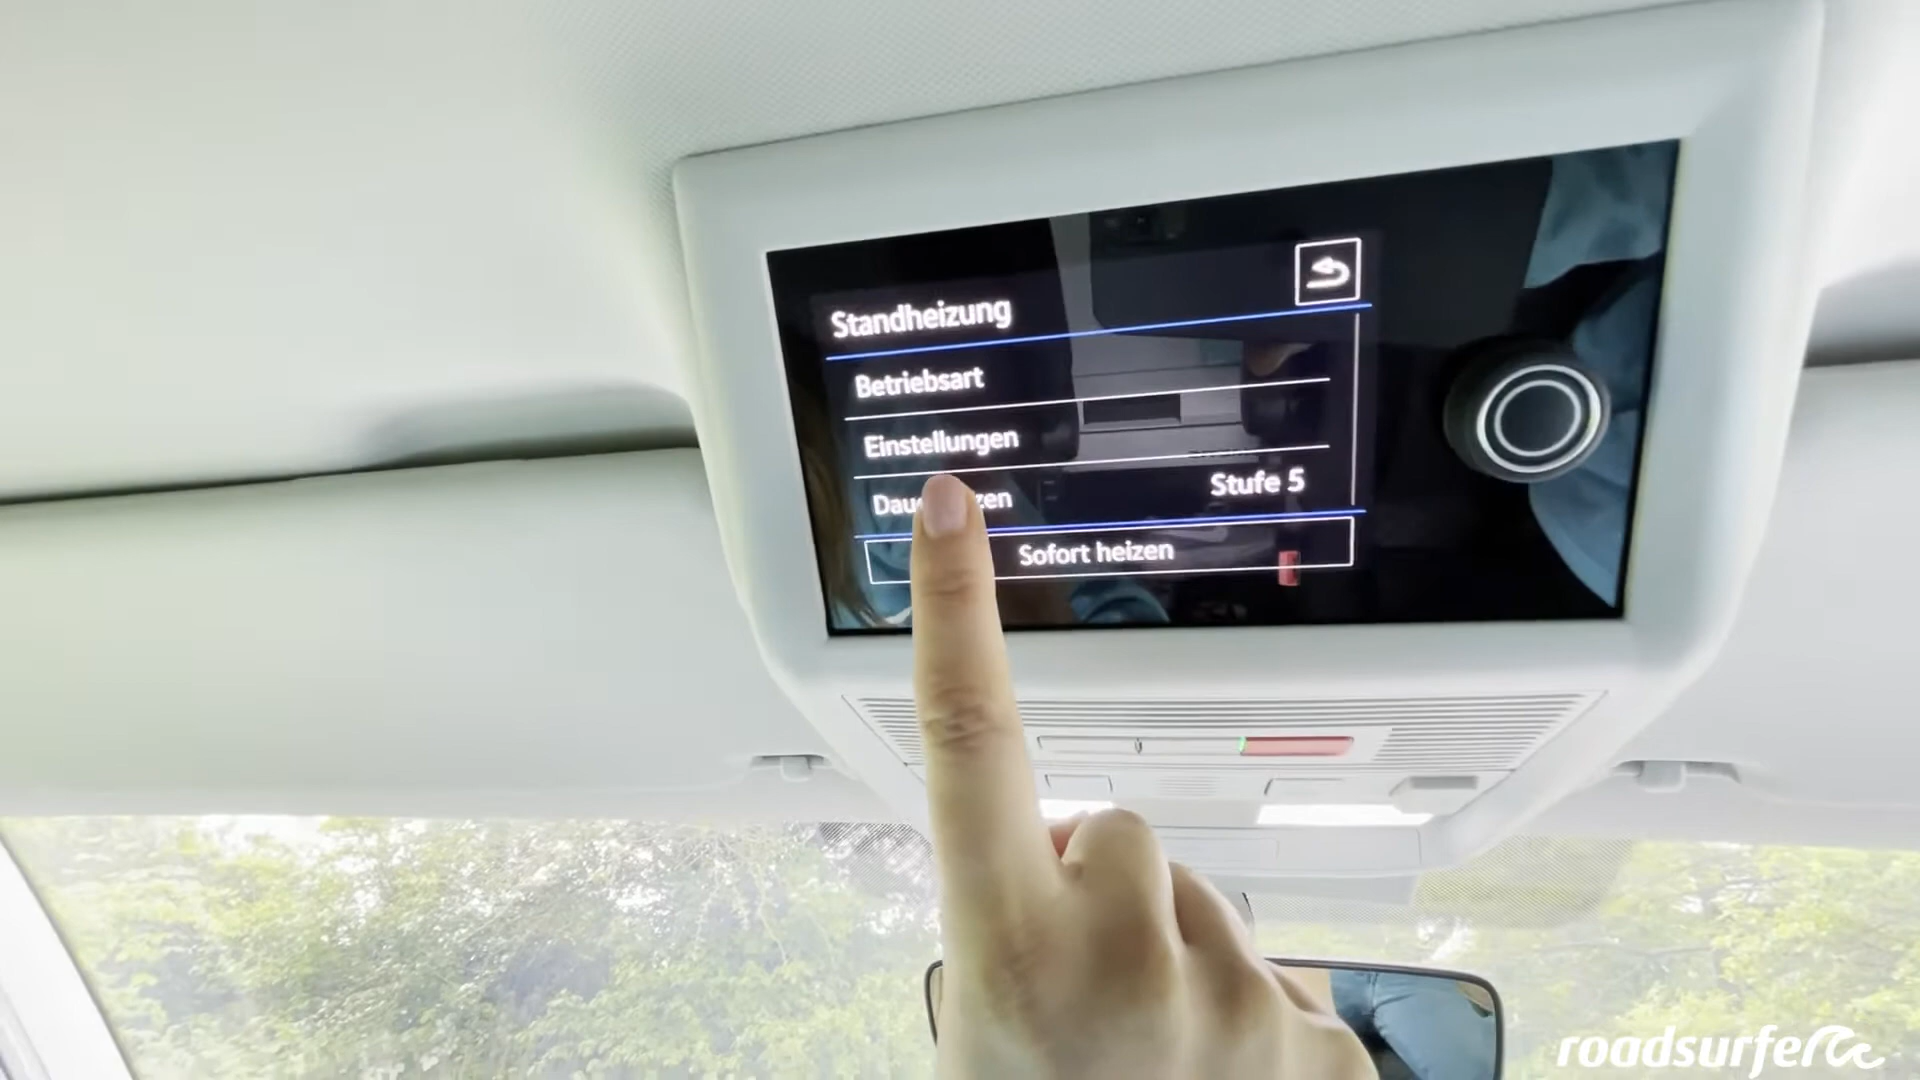 Standheizung
Betriebsart
Einstellungen
Stufe 5
Sofort heizen
roadsurfer